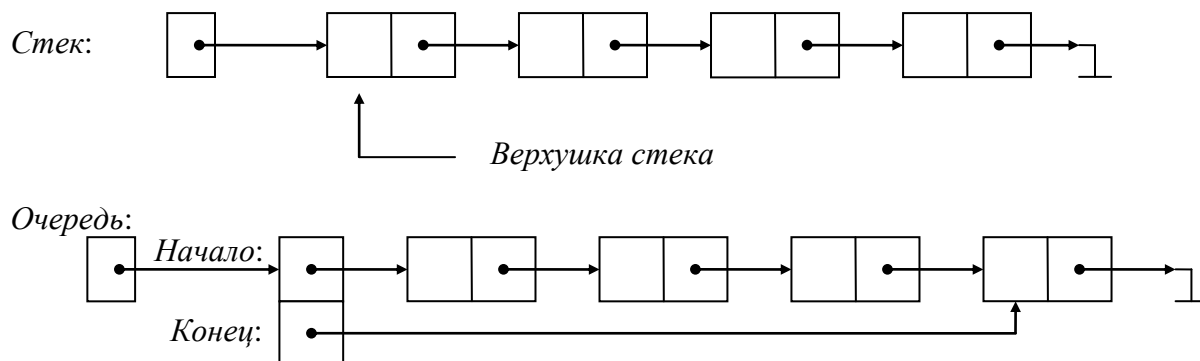 Стек:
Верхушка стека
Очередь:
Начало:
Конец: